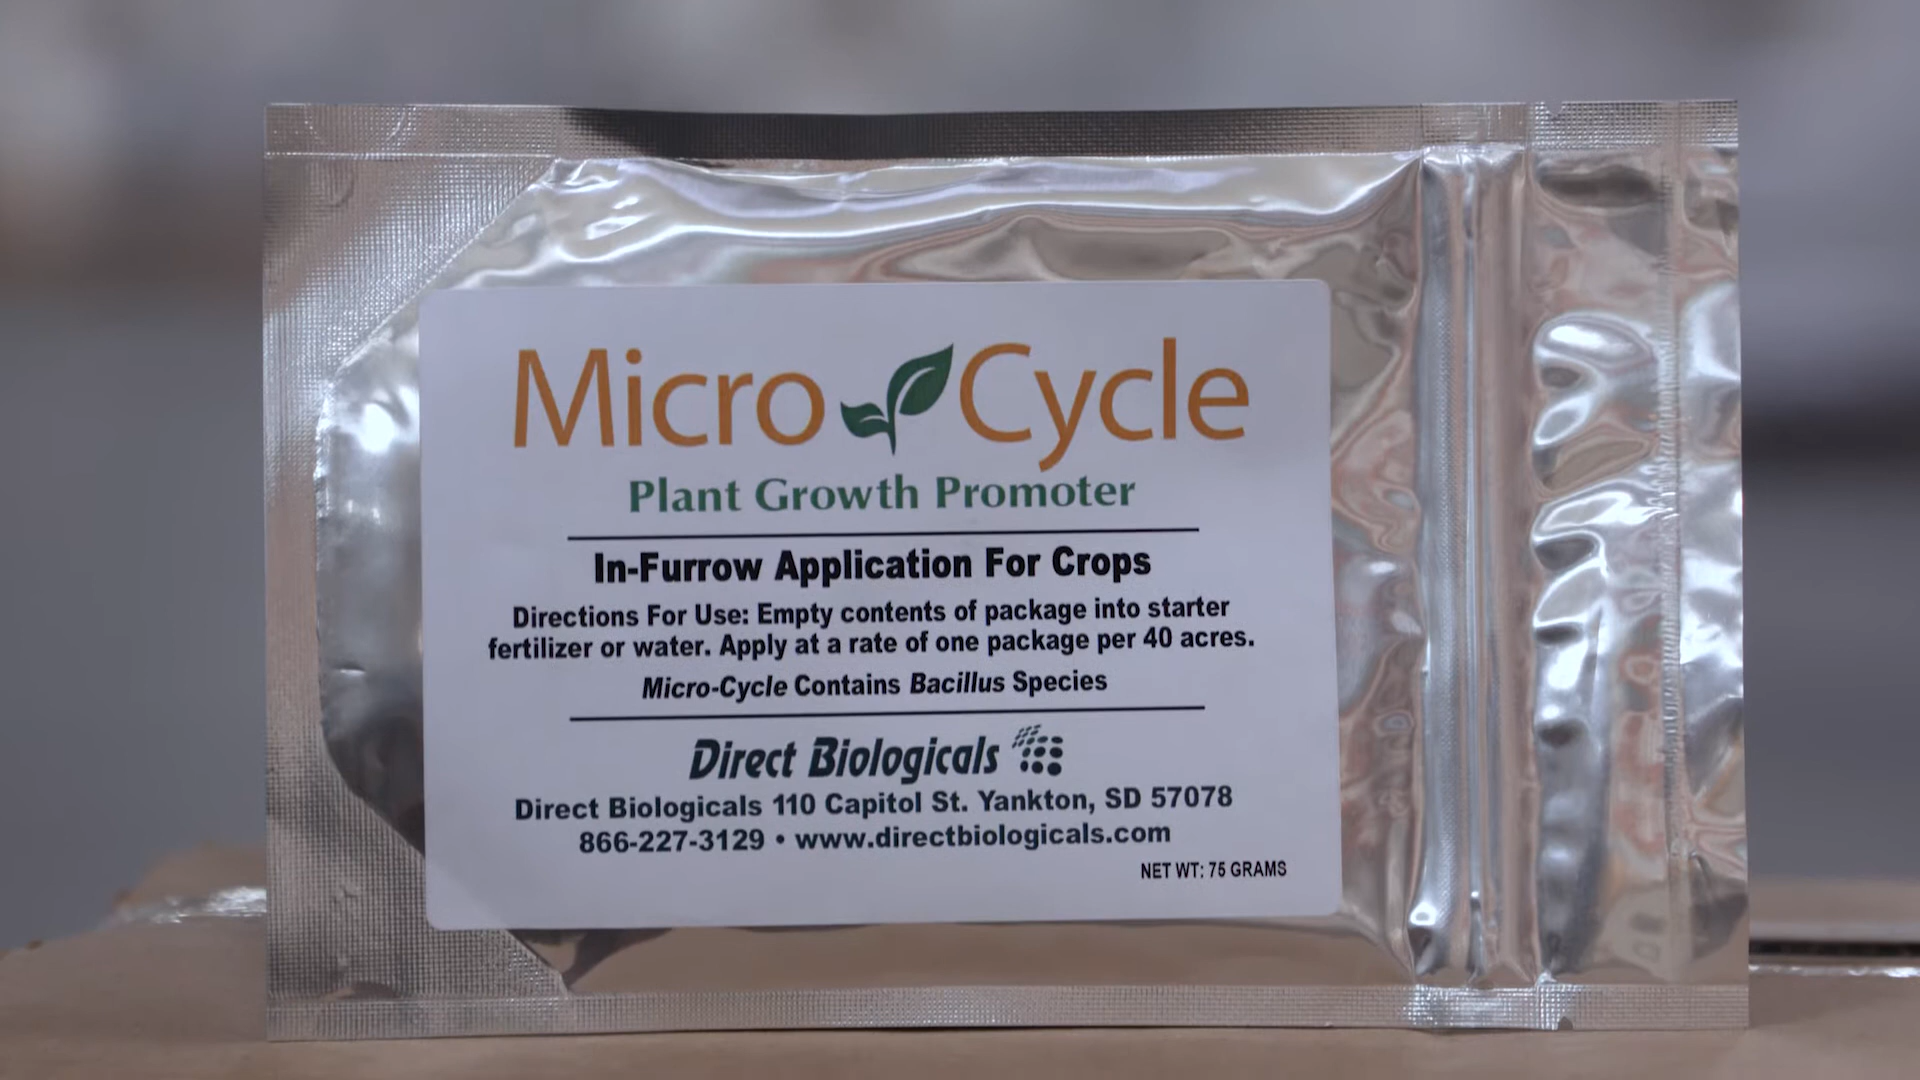 Micro Cycle
Plant Growth Promoter
In-Furrow Application For Crops
Directions For Use: Empty contents of package into starter
fertilizer or water. Apply at a rate of one package per 40 acres.
Micro-Cycle Contains Bacillus Species
Direct Biologicals
Direct Biologicals 110 Capitol St. Yankton, SD 57078
866-227-3129 • www.directbiologicals.com
NET WT: 75 GRAMS